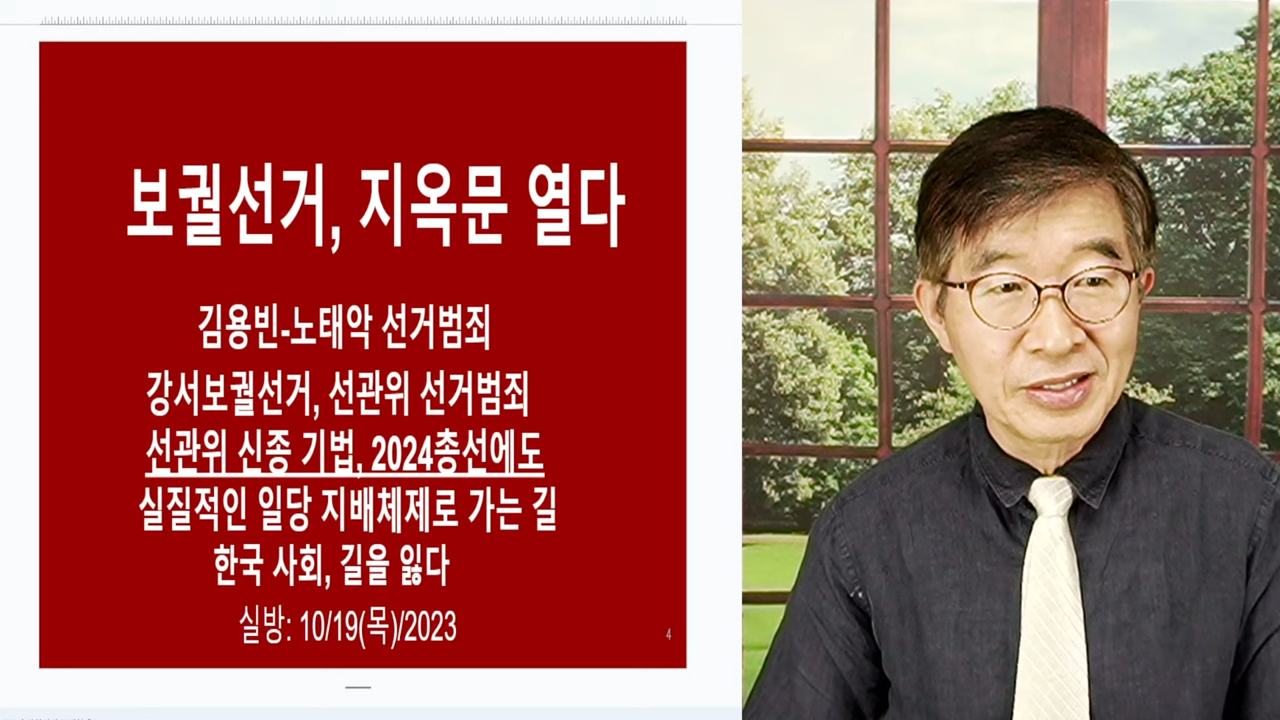 보궐선거, 지옥문 열다
김용빈-노태악 선거범죄
강서보궐선거, 선관위 선거범죄
선관위 신종 기법, 2024총선에도
실질적인 일당 지배체제로 가는 길
한국 사회, 길을 잃다
실방: 10/19(목)/2023
4